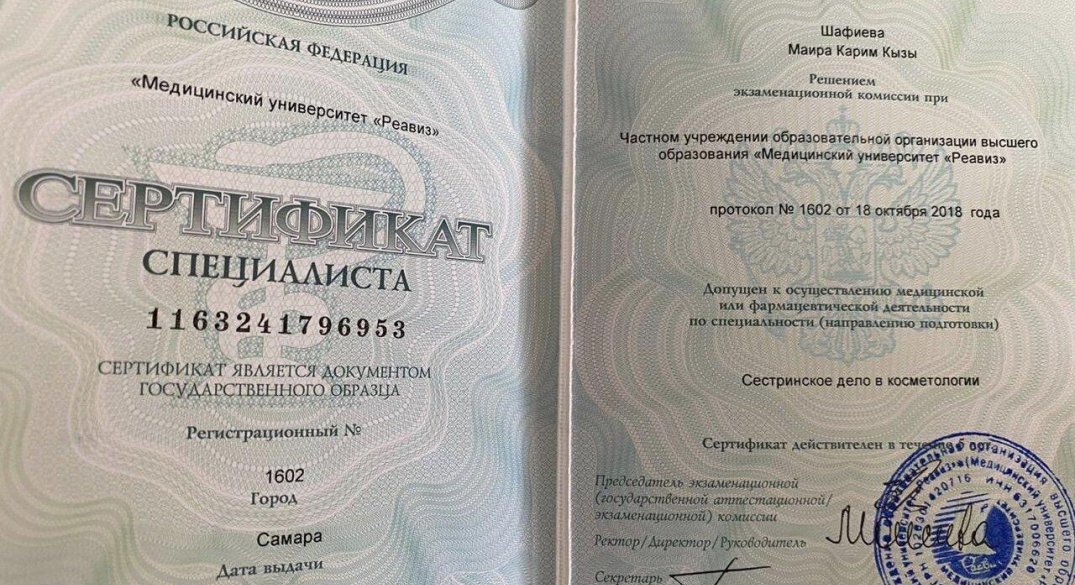 РОССИЙСКАЯ ФЕДЕРАЦИЯ
«Медицинский университет «Реавиз»
СЕРТИФИКАТ
СПЕЦИАЛИСТА
1163241796953
СЕРТИФИКАТ ЯВЛЯЕТСЯ ДОКУМЕНТОМ
ГОСУДАРСТВЕННОГО ОБРАЗЦА
Регистрационный №
1602
Город
Самара
Дата выдачи
Шафиева
Маира Карим Кызы
Решением
экзаменационной комиссии при
Частном учреждении образовательной организации высшего
образования «Медицинский университет «Реавиз»
протокол № 1602 от 18 октября 2018 года
Допущен к осуществлению медицинской
или фармацевтической деятельности
по специальности (направлению подготовки)
Сестринское дело в косметологии
Сертификат действителен в течение 5 лет
Председатель экзаменационной
(государственной аттестационной/
экзаменационной) комиссии
Ректор/Директор/Руководитель
Секретарь